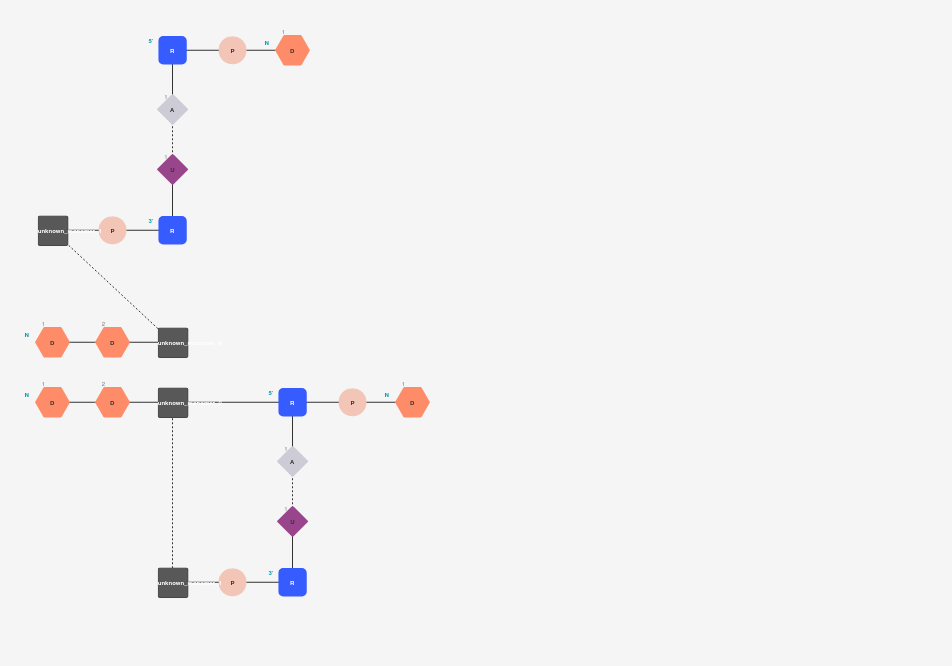 1
5' R P N D
1
A
1
U
3'
unknown_ P R
1 2
N D D unknown_
1 2 5' 1
N D D unknown_ R P N D
1
A
1
U
3'
unknown_ P R